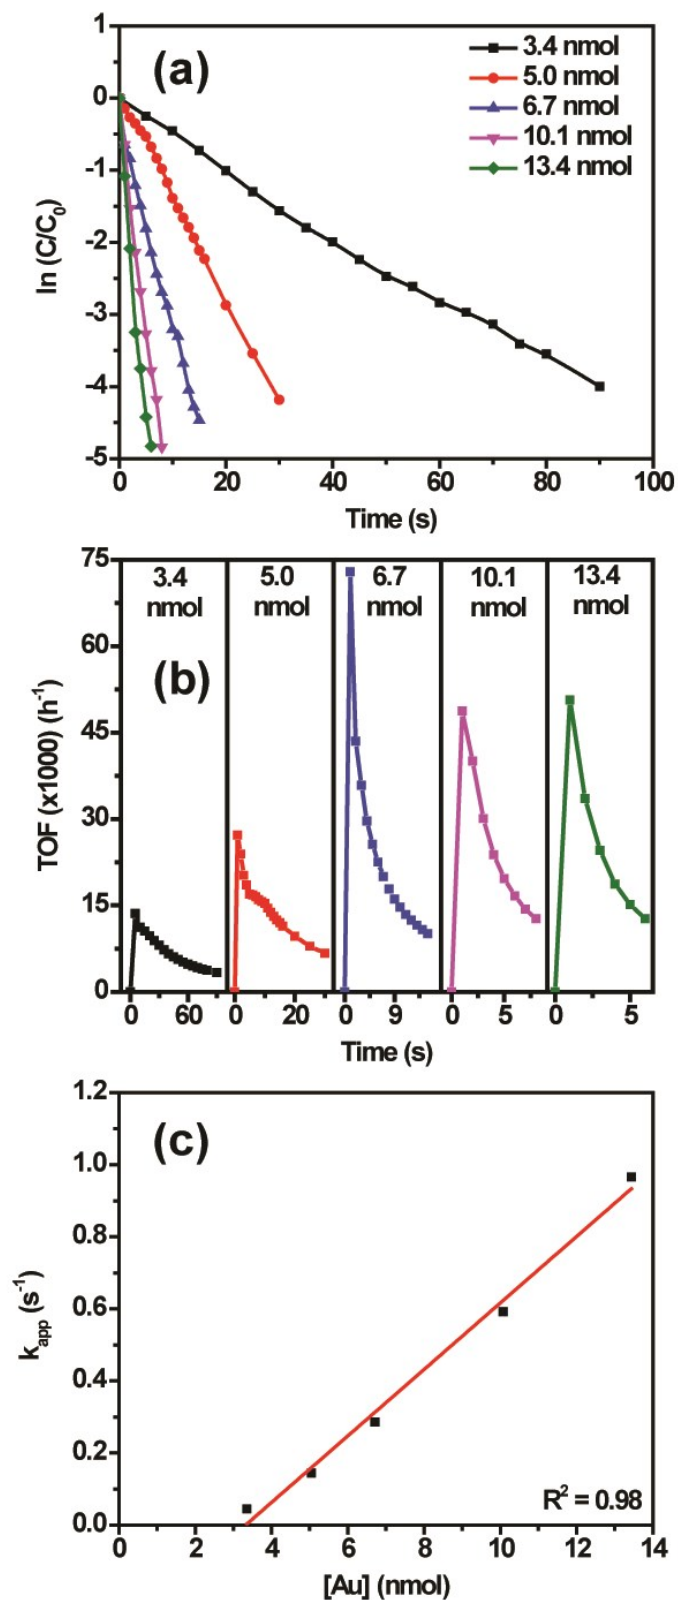 1
(a)
3.4 nmol
5.0 nmol
6.7 nmol
10.1 nmol
13.4 nmol
0
-1
-2
-3
-4
-5
ln (C/C₀)
0 20 40 60 80 100
Time (s)
75
60
45
30
15
0
TOF (x1000) (h⁻¹)
3.4 5.0 6.7 10.1 13.4
nmol nmol nmol nmol nmol
(b)
0 60 0 20 0 9 0 5 0 5
Time (s)
1.2
1.0
0.8
0.6
0.4
0.2
0.0
(c)
kₐₚₚ (s⁻¹)
R² = 0.98
0 2 4 6 8 10 12 14
[Au] (nmol)